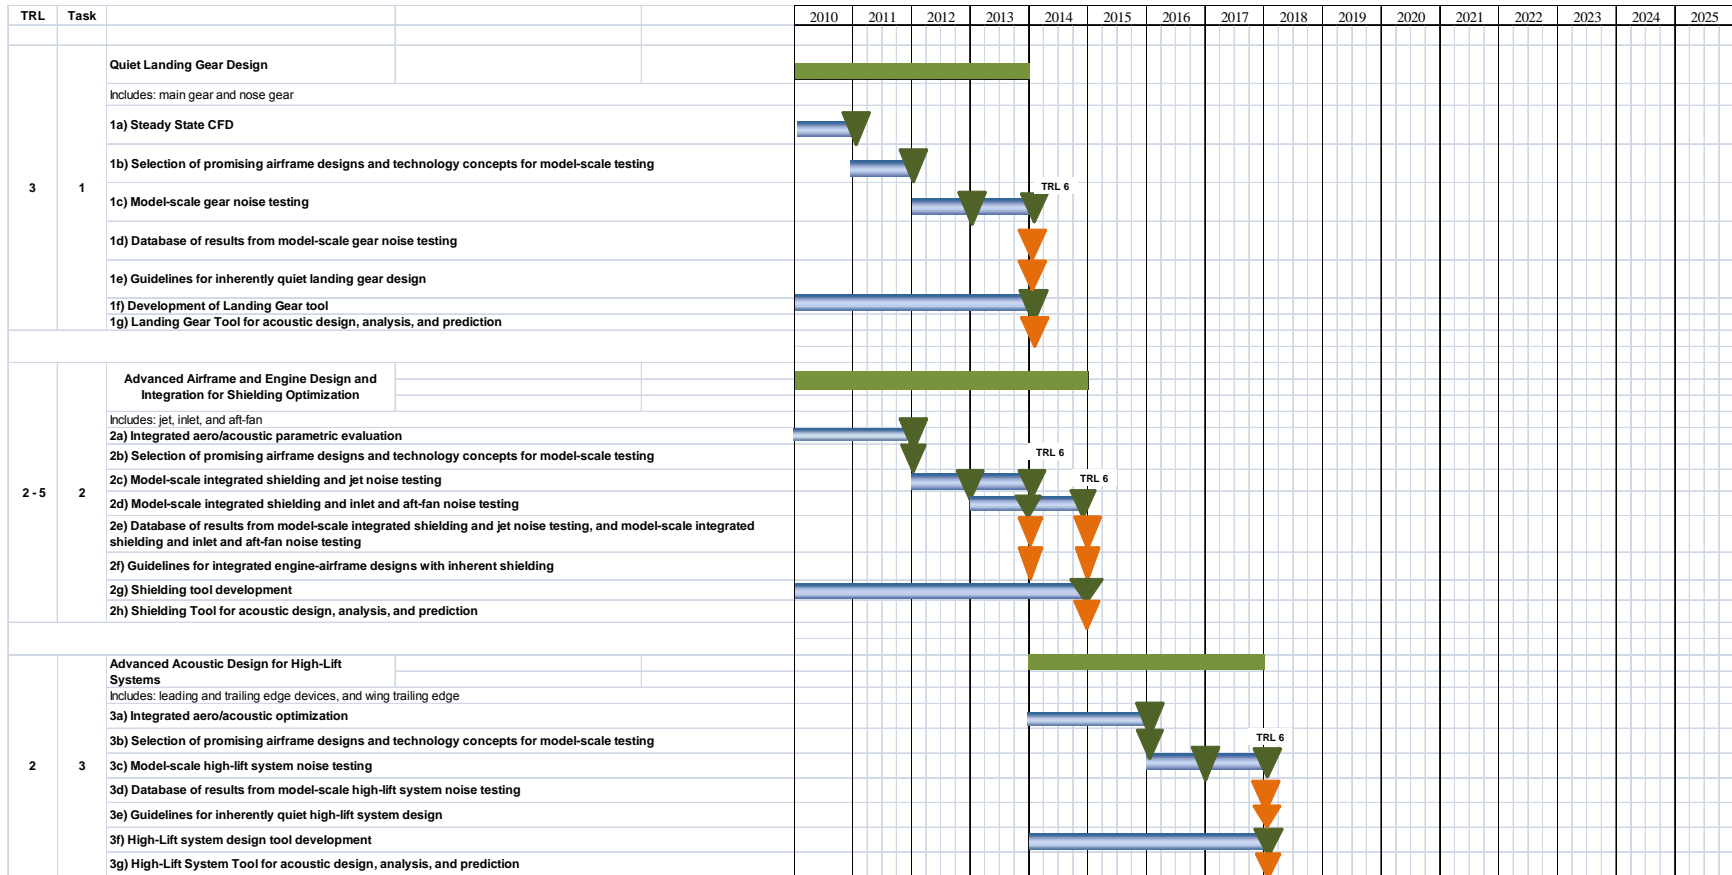 TRL Task 2010 2011 2012 2013 2014 2015 2016 2017 2018 2019 2020 2021 2022 2023 2024 2025
Quiet Landing Gear Design
Includes: main gear and nose gear
1a) Steady State CFD
1b) Selection of promising airframe designs and technology concepts for model-scale testing
3 1
TRL 6
1c) Model-scale gear noise testing
1d) Database of results from model-scale gear noise testing
1e) Guidelines for inherently quiet landing gear design
1f) Development of Landing Gear tool
1g) Landing Gear Tool for acoustic design, analysis, and prediction
Advanced Airframe and Engine Design and
Integration for Shielding Optimization
Includes: jet, inlet, and aft-fan
2a) Integrated aero/acoustic parametric evaluation
2b) Selection of promising airframe designs and technology concepts for model-scale testing
TRL 6
2c) Model-scale integrated shielding and jet noise testing
TRL 6
2 - 5 2
2d) Model-scale integrated shielding and inlet and aft-fan noise testing
2e) Database of results from model-scale integrated shielding and jet noise testing, and model-scale integrated
shielding and inlet and aft-fan noise testing
2f) Guidelines for integrated engine-airframe designs with inherent shielding
2g) Shielding tool development
2h) Shielding Tool for acoustic design, analysis, and prediction
Advanced Acoustic Design for High-Lift
Systems
Includes: leading and trailing edge devices, and wing trailing edge
3a) Integrated aero/acoustic optimization
3b) Selection of promising airframe designs and technology concepts for model-scale testing
TRL 6
2 3
3c) Model-scale high-lift system noise testing
3d) Database of results from model-scale high-lift system noise testing
3e) Guidelines for inherently quiet high-lift system design
3f) High-Lift system design tool development
3g) High-Lift System Tool for acoustic design, analysis, and prediction